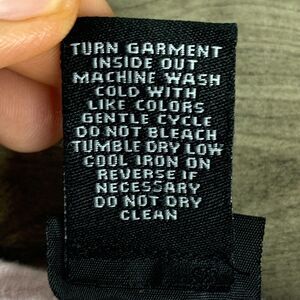 TURN GARMENT
INSIDE OUT
MACHINE WASH
COLD WITH
LIKE COLORS
GENTLE CYCLE
DO NOT BLEACH
TUMBLE DRY LOW
COOL IRON ON
REVERSE IF
NECESSARY
DO NOT DRY
CLEAN